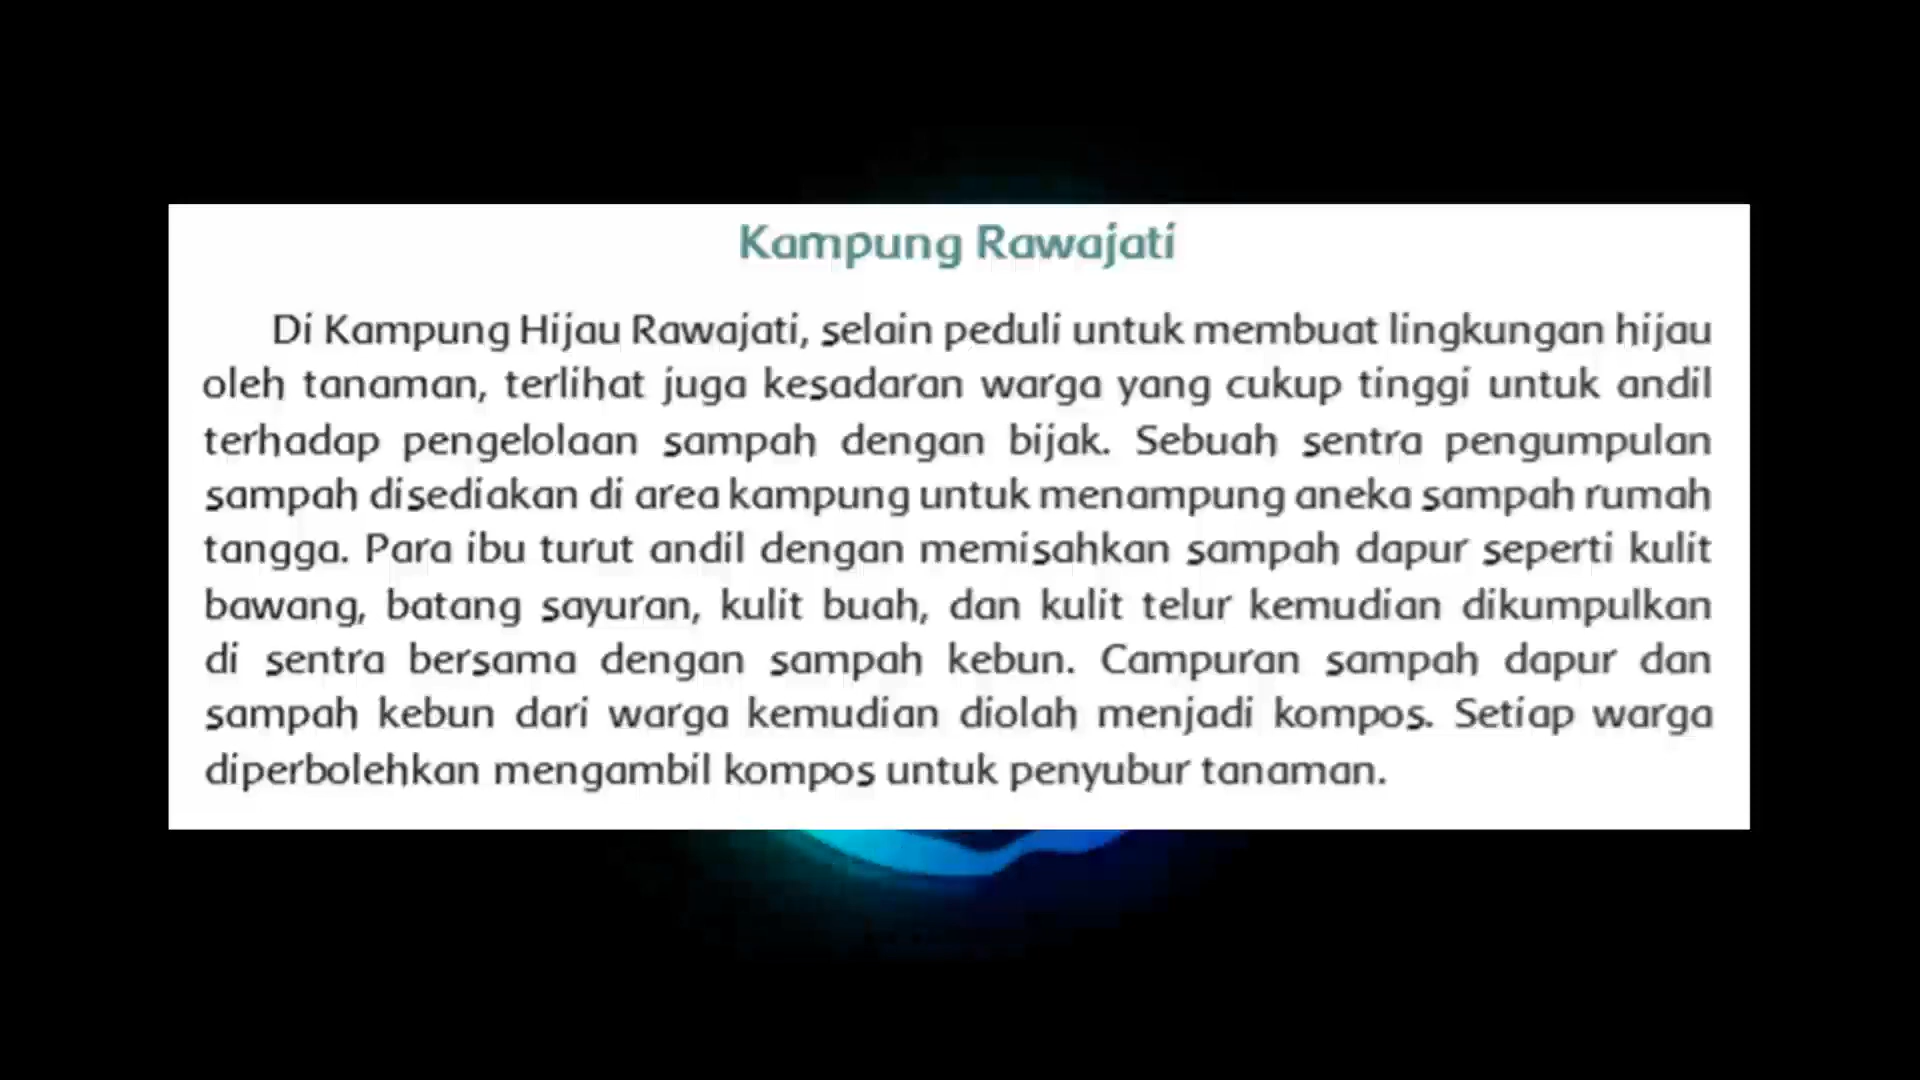 Kampung Rawajati
Di Kampung Hijau Rawajati, selain peduli untuk membuat lingkungan hijau
oleh tanaman, terlihat juga kesadaran warga yang cukup tinggi untuk andil
terhadap pengelolaan sampah dengan bijak. Sebuah sentra pengumpulan
sampah disediakan di area kampung untuk menampung aneka sampah rumah
tangga. Para ibu turut andil dengan memisahkan sampah dapur seperti kulit
bawang, batang sayuran, kulit buah, dan kulit telur kemudian dikumpulkan
di sentra bersama dengan sampah kebun. Campuran sampah dapur dan
sampah kebun dari warga kemudian diolah menjadi kompos. Setiap warga
diperbolehkan mengambil kompos untuk penyubur tanaman.